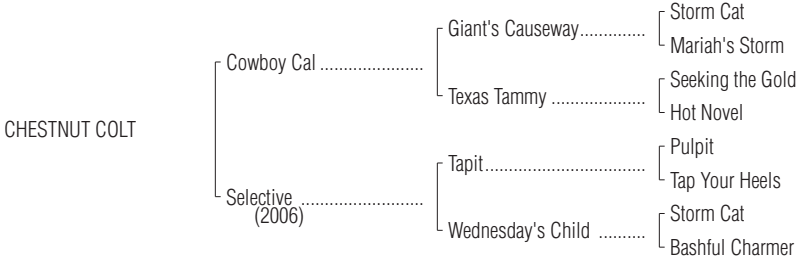 Storm Cat
Giant's Causeway..............
Mariah's Storm
Cowboy Cal ......................
Seeking the Gold
Texas Tammy ....................
Hot Novel
CHESTNUT COLT
Pulpit
Tapit..................................
Tap Your Heels
Selective ..........................
(2006)
Storm Cat
Wednesday's Child ..........
Bashful Charmer